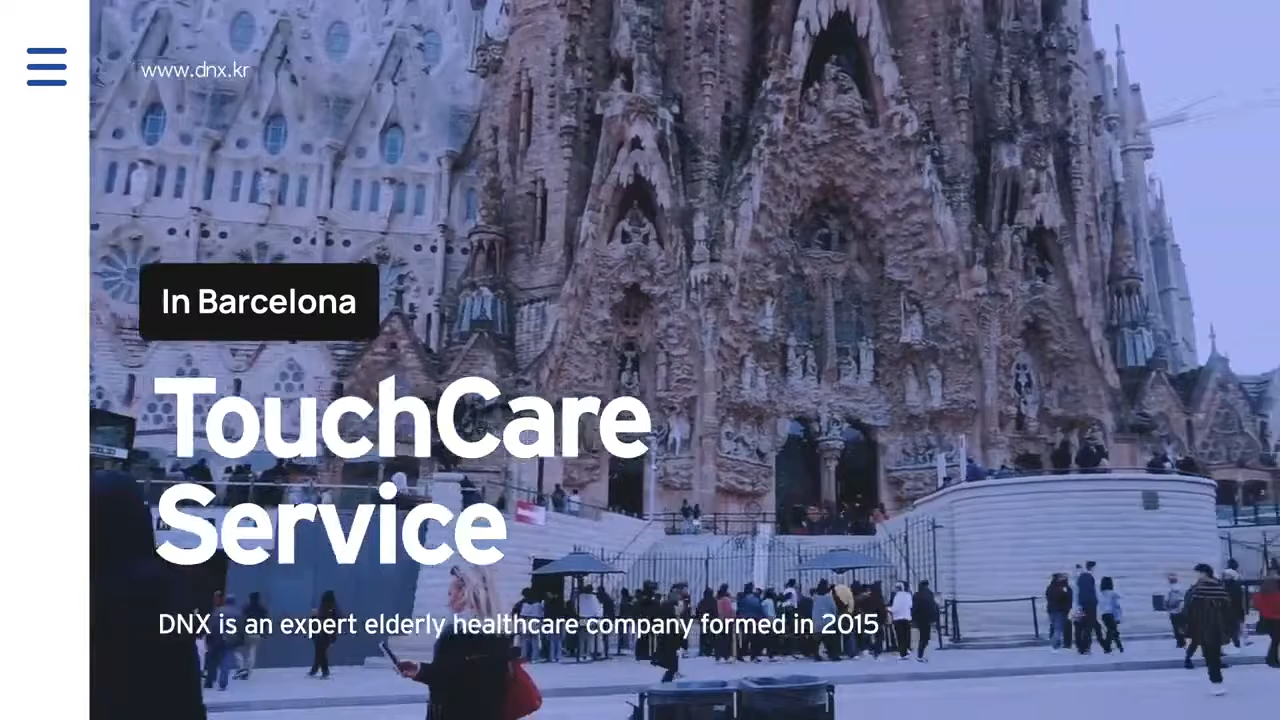 www.dnx.kr
In Barcelona
TouchCare
Service
DNX is an expert elderly healthcare company formed in 2015